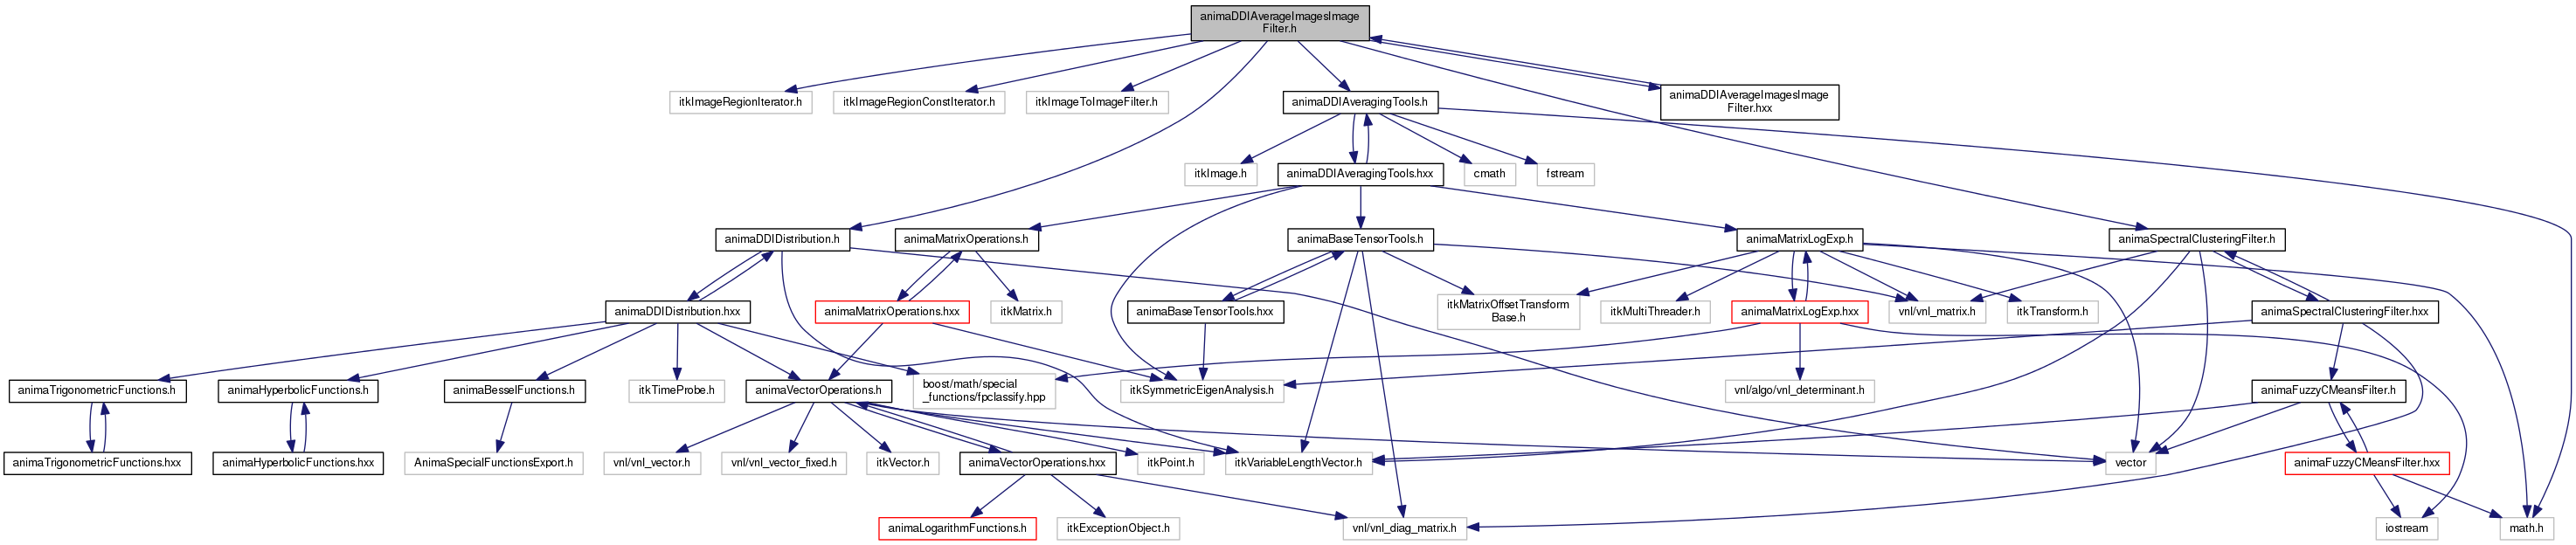 animaDDIAverageImagesImage
Filter.h
itkImageRegionIterator.h
itkImageRegionConstIterator.h
itkImageToImageFilter.h
animaDDIAveragingTools.h
animaDDIAverageImagesImage
Filter.hxx
itkImage.h
animaDDIAveragingTools.hxx
cmath
fstream
animaDDIDistribution.h
animaMatrixOperations.h
animaBaseTensorTools.h
animaMatrixLogExp.h
animaSpectralClusteringFilter.h
animaDDIDistribution.hxx
animaMatrixOperations.hxx
itkMatrix.h
animaBaseTensorTools.hxx
itkMatrixOffsetTransform
Base.h
itkMultiThreader.h
animaMatrixLogExp.hxx
vnl/vnl_matrix.h
itkTransform.h
animaSpectralClusteringFilter.hxx
animaTrigonometricFunctions.h
animaHyperbolicFunctions.h
animaBesselFunctions.h
itkTimeProbe.h
animaVectorOperations.h
boost/math/special
_functions/fpclassify.hpp
itkSymmetricEigenAnalysis.h
vnl/algo/vnl_determinant.h
animaFuzzyCMeansFilter.h
animaTrigonometricFunctions.hxx
animaHyperbolicFunctions.hxx
AnimaSpecialFunctionsExport.h
vnl/vnl_vector.h
vnl/vnl_vector_fixed.h
itkVector.h
animaVectorOperations.hxx
itkPoint.h
itkVariableLengthVector.h
vector
animaFuzzyCMeansFilter.hxx
animaLogarithmFunctions.h
itkExceptionObject.h
vnl/vnl_diag_matrix.h
iostream
math.h